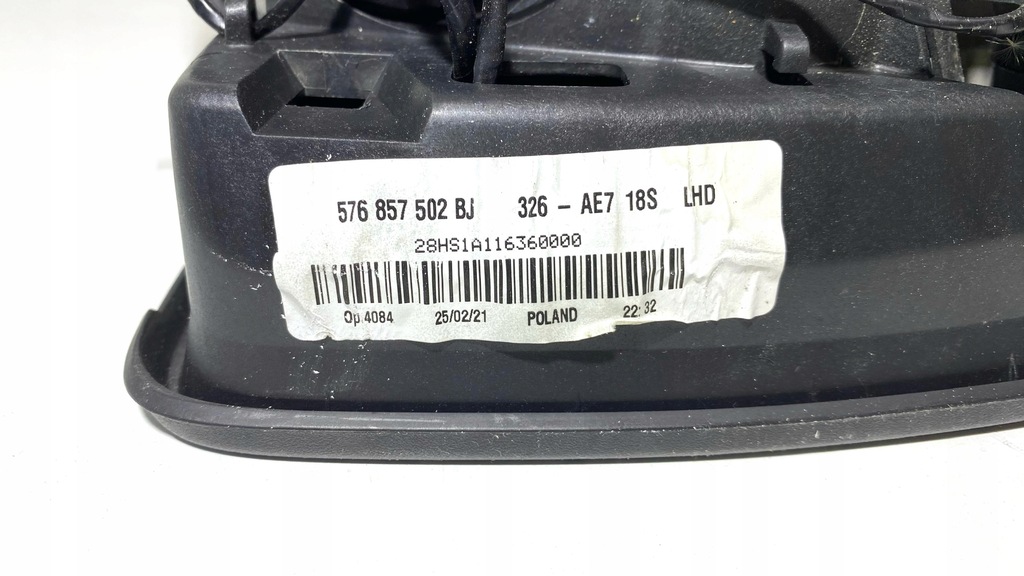 576 857 502 BJ 326 - AE7 18S LHD
28HS1A116360000
Op.4084 25/02/21 POLAND 22:32